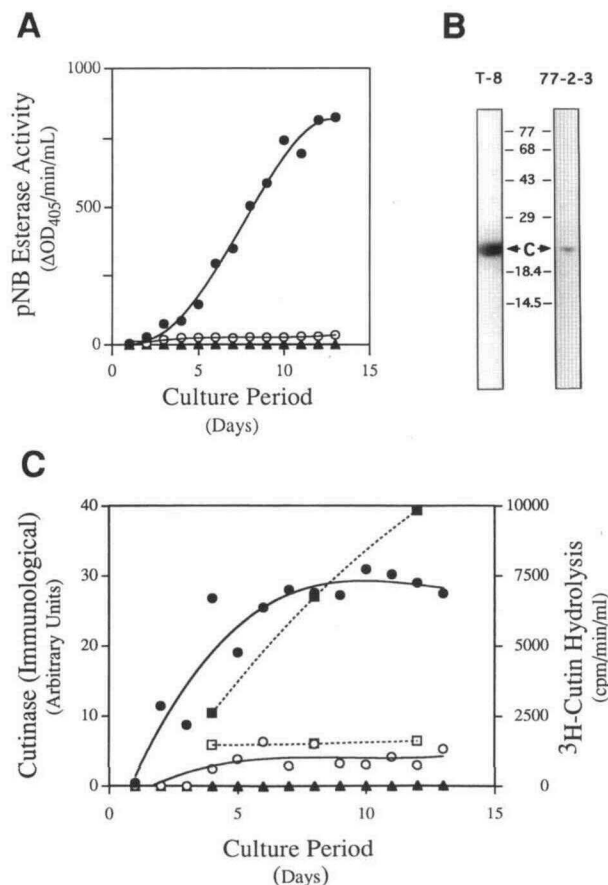 A
pNB Esterase Activity
(ΔOD405/min/mL)
1000
500
0
0
5
10
15
Culture Period
(Days)
B
T-8
77-2-3
77
68
43
29
C
18.4
14.5
C
Cutinase (Immunological)
(Arbitrary Units)
40
30
20
10
0
0
5
10
15
10000
7500
5000
2500
0
3H-Cutin Hydrolysis
(cpm/min/ml)
Culture Period
(Days)